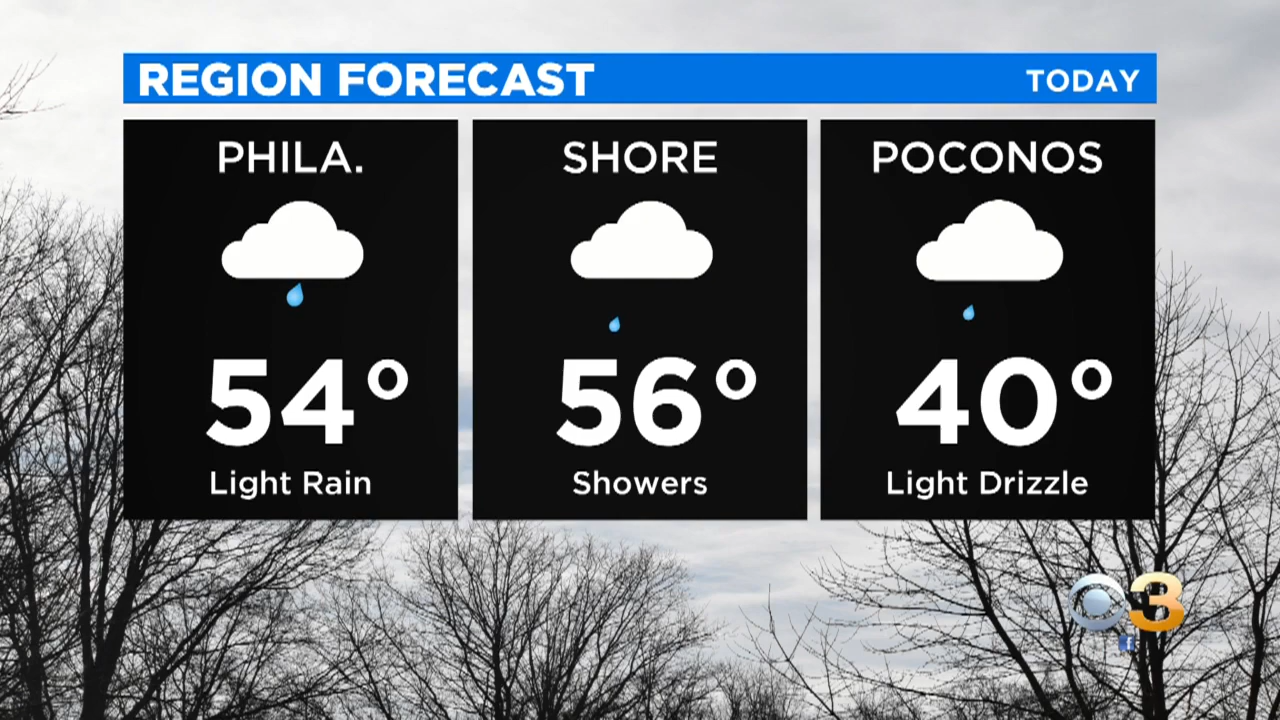 REGION FORECAST
TODAY
PHILA.
54°
Light Rain
SHORE
56°
Showers
POCONOS
40°
Light Drizzle
3
f